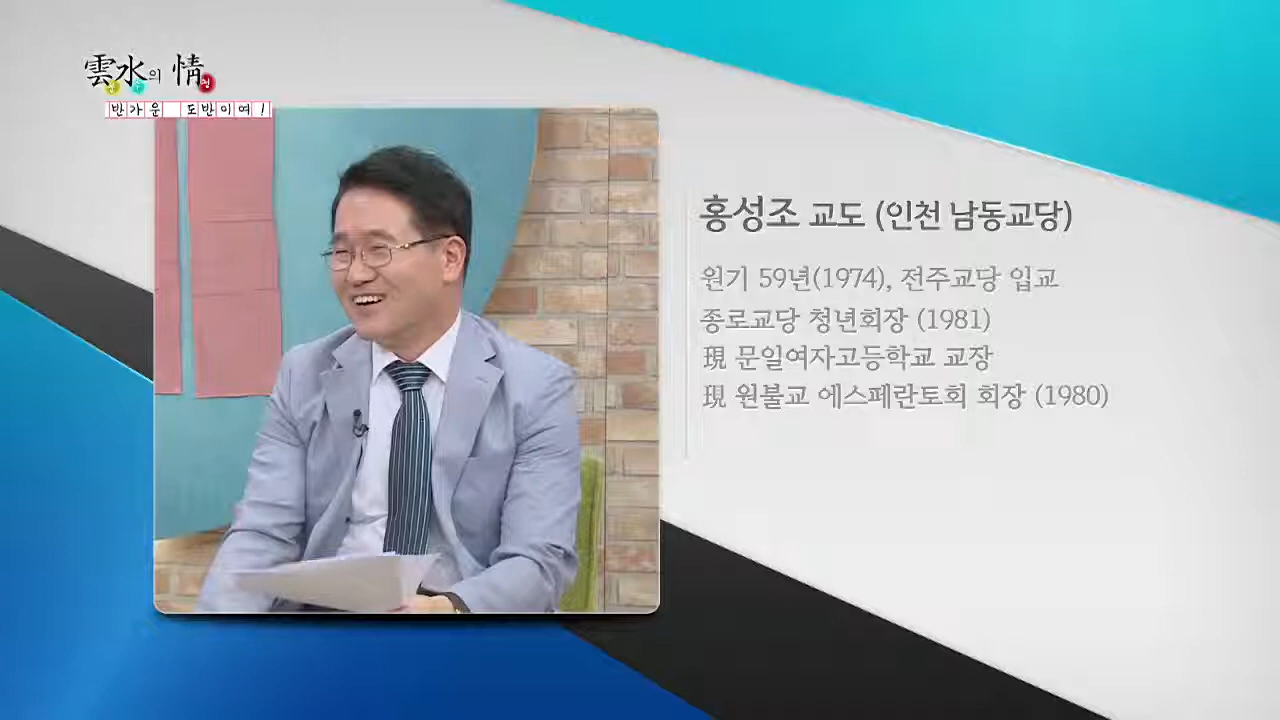 雲水의 情
운 수 정
반가운 도반이여!
홍성조 교도 (인천 남동교당)
원기 59년(1974), 전주교당 입교
종로교당 청년회장 (1981)
現 문일여자고등학교 교장
現 원불교 에스페란토회 회장 (1980)